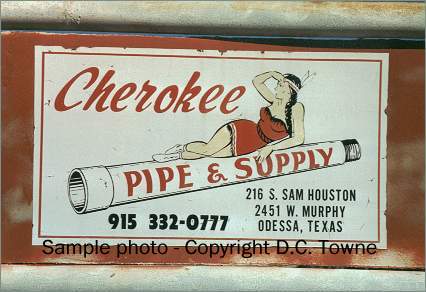 Cherokee
PIPE & SUPPLY
216 S. SAM HOUSTON
2451 W. MURPHY
915 332-0777
ODESSA, TEXAS
Sample photo - Copyright D.C. Towne